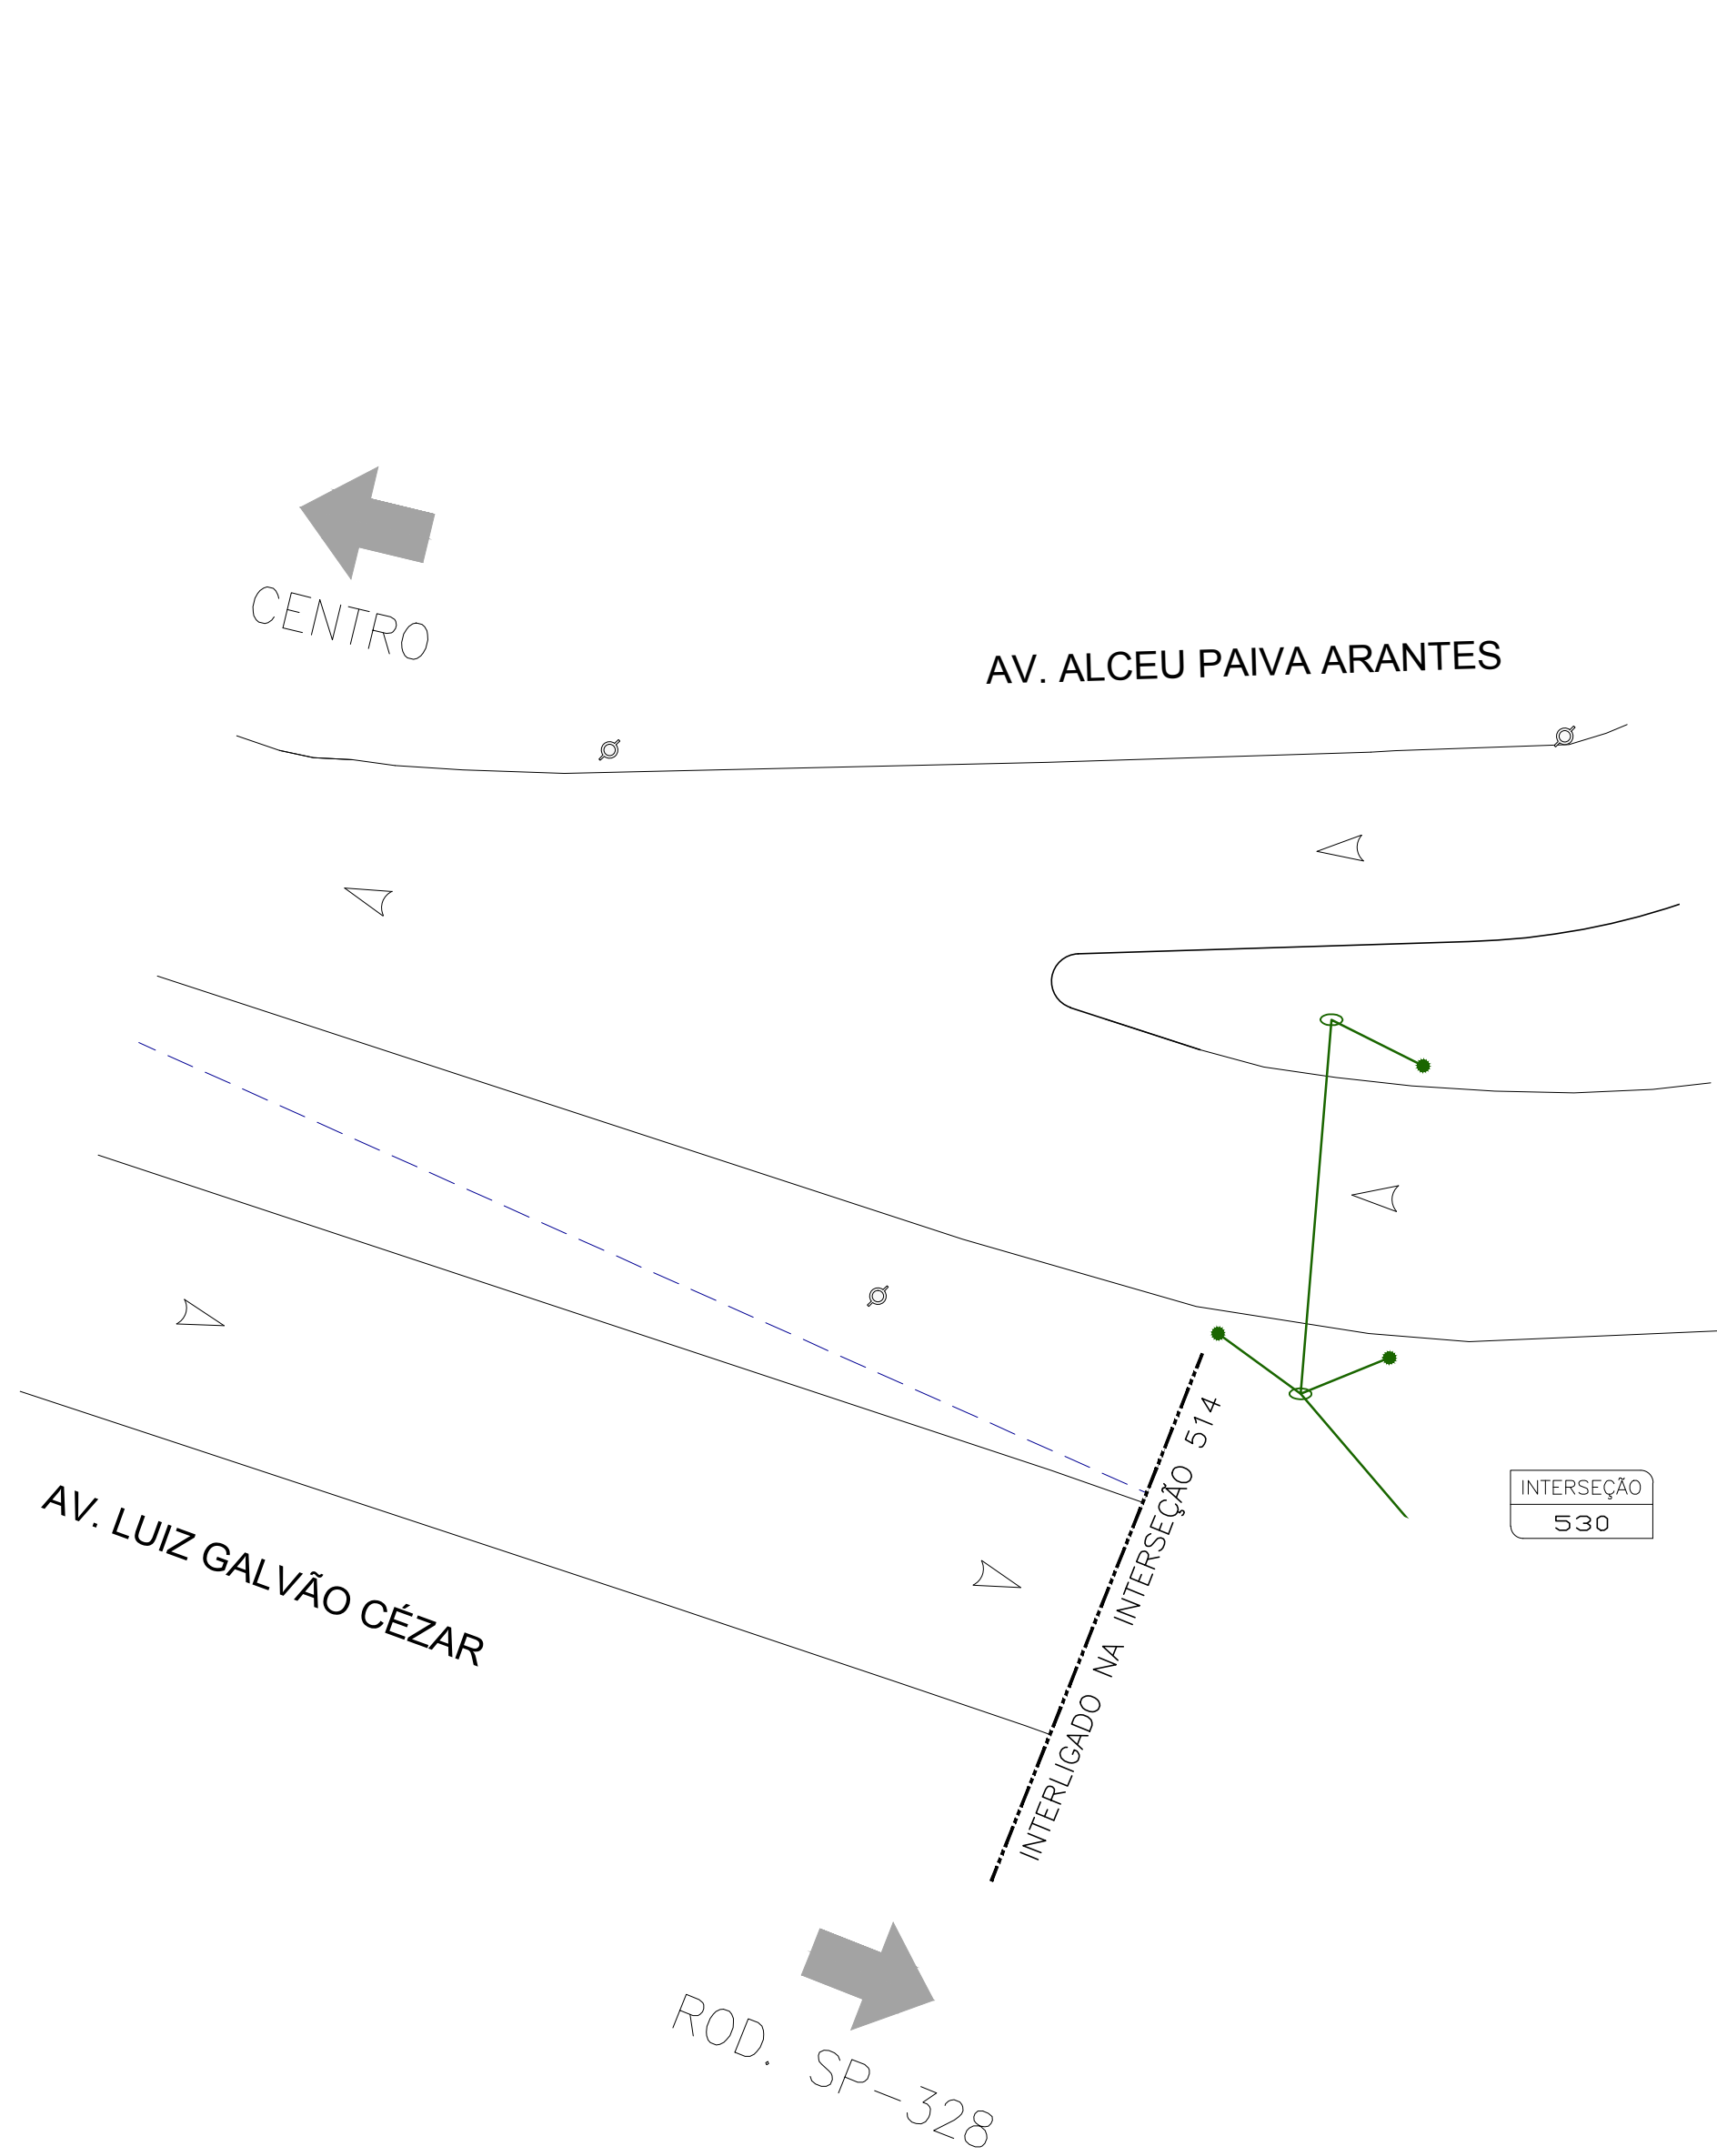 CENTRO
AV. ALCEU PAIVA ARANTES
INTERLIGADO NA INTERSEÇÃO 514
INTERSEÇÃO
530
AV. LUIZ GALVÃO CÉZAR
ROD. SP-328